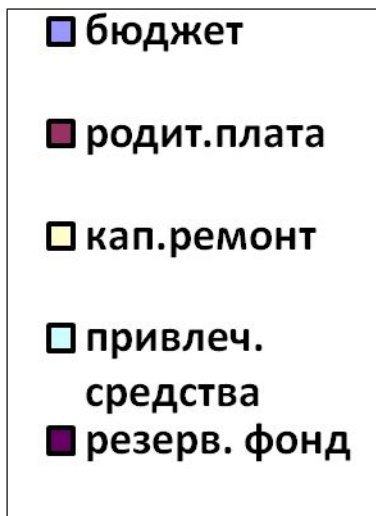 бюджет
родит.плата
кап.ремонт
привлеч.
средства
резерв. фонд